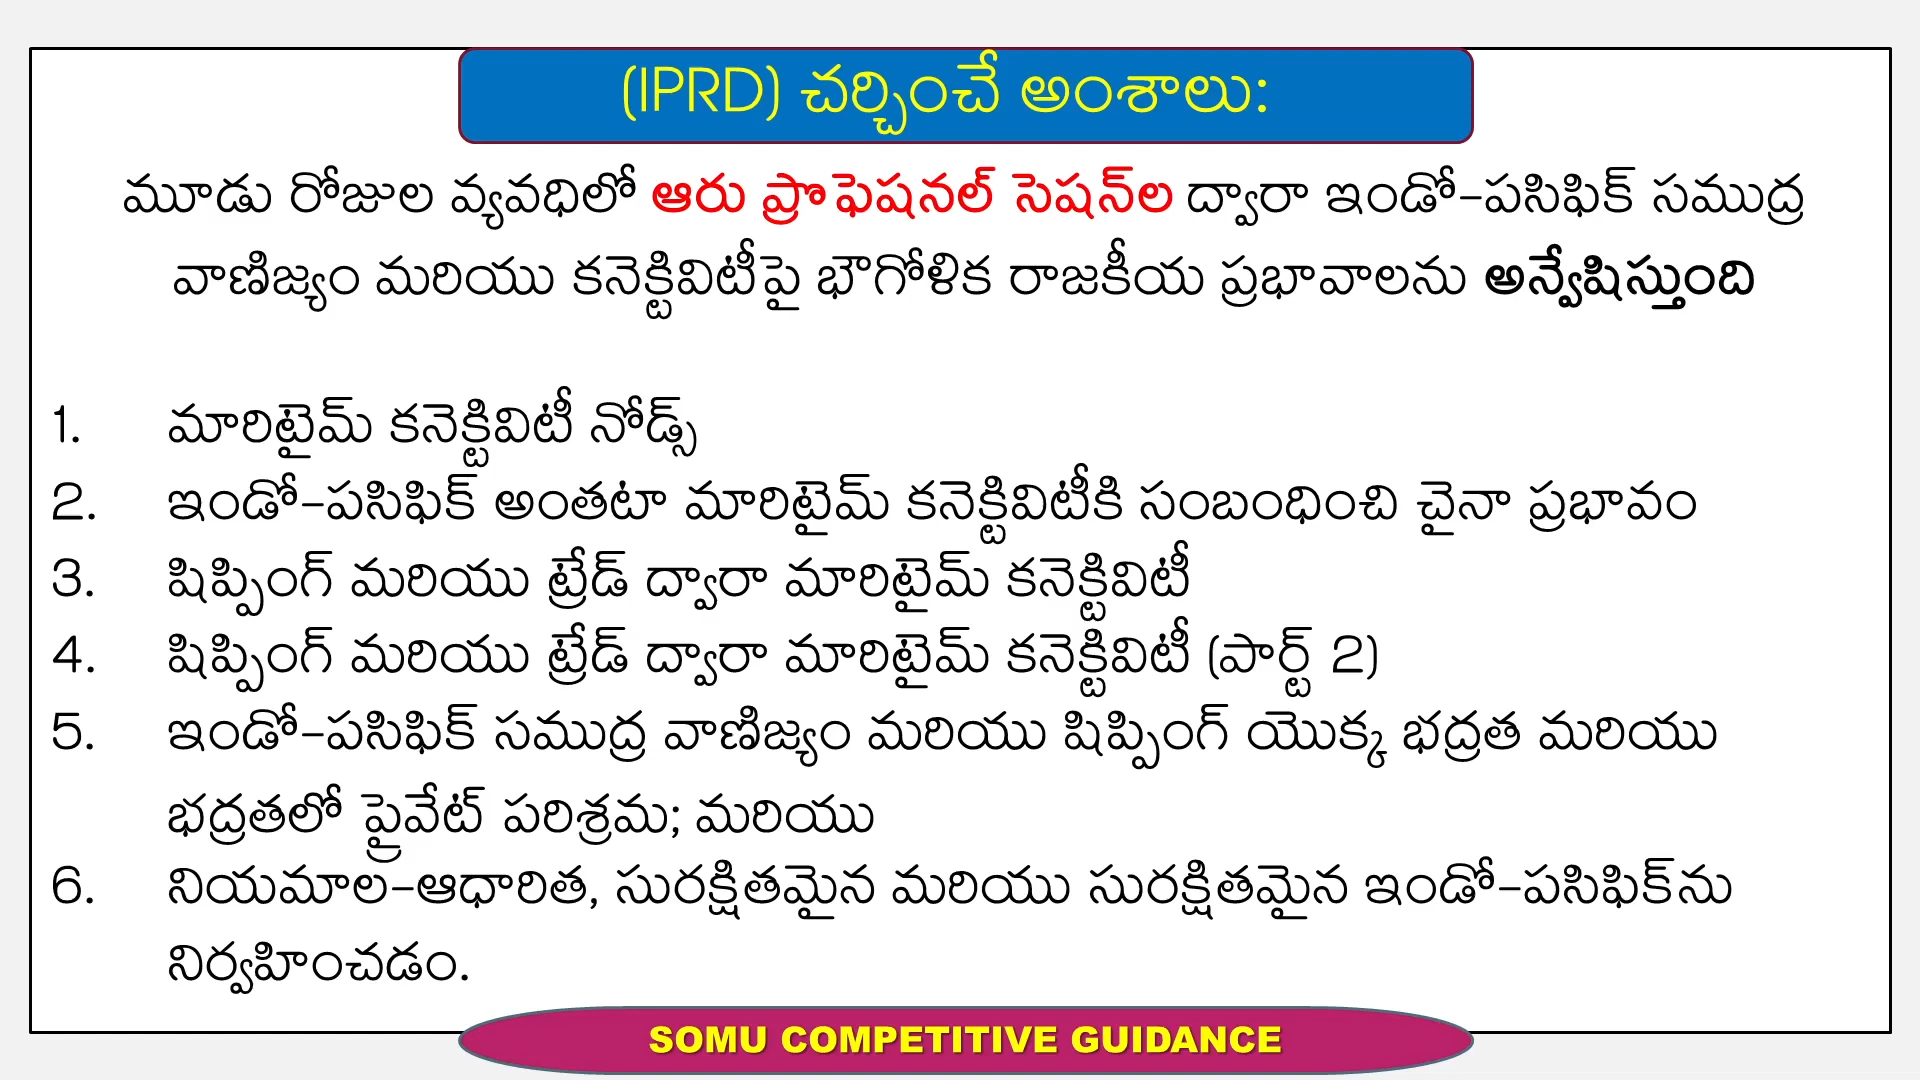 (IPRD) చర్చించే అంశాలు:
మూడు రోజుల వ్యవధిలో ఆరు ప్రొఫెషనల్ సెషన్‌ల ద్వారా ఇండో-పసిఫిక్ సముద్ర
వాణిజ్యం మరియు కనెక్టివిటీపై భౌగోళిక రాజకీయ ప్రభావాలను అన్వేషిస్తుంది
1. మారిటైమ్ కనెక్టివిటీ నోడ్స్
2. ఇండో-పసిఫిక్ అంతటా మారిటైమ్ కనెక్టివిటీకి సంబంధించి చైనా ప్రభావం
3. షిప్పింగ్ మరియు ట్రేడ్ ద్వారా మారిటైమ్ కనెక్టివిటీ
4. షిప్పింగ్ మరియు ట్రేడ్ ద్వారా మారిటైమ్ కనెక్టివిటీ (పార్ట్ 2)
5. ఇండో-పసిఫిక్ సముద్ర వాణిజ్యం మరియు షిప్పింగ్ యొక్క భద్రత మరియు
భద్రతలో ప్రైవేట్ పరిశ్రమ; మరియు
6. నియమాల-ఆధారిత, సురక్షితమైన మరియు సురక్షితమైన ఇండో-పసిఫిక్‌ను
నిర్వహించడం.
SOMU COMPETITIVE GUIDANCE